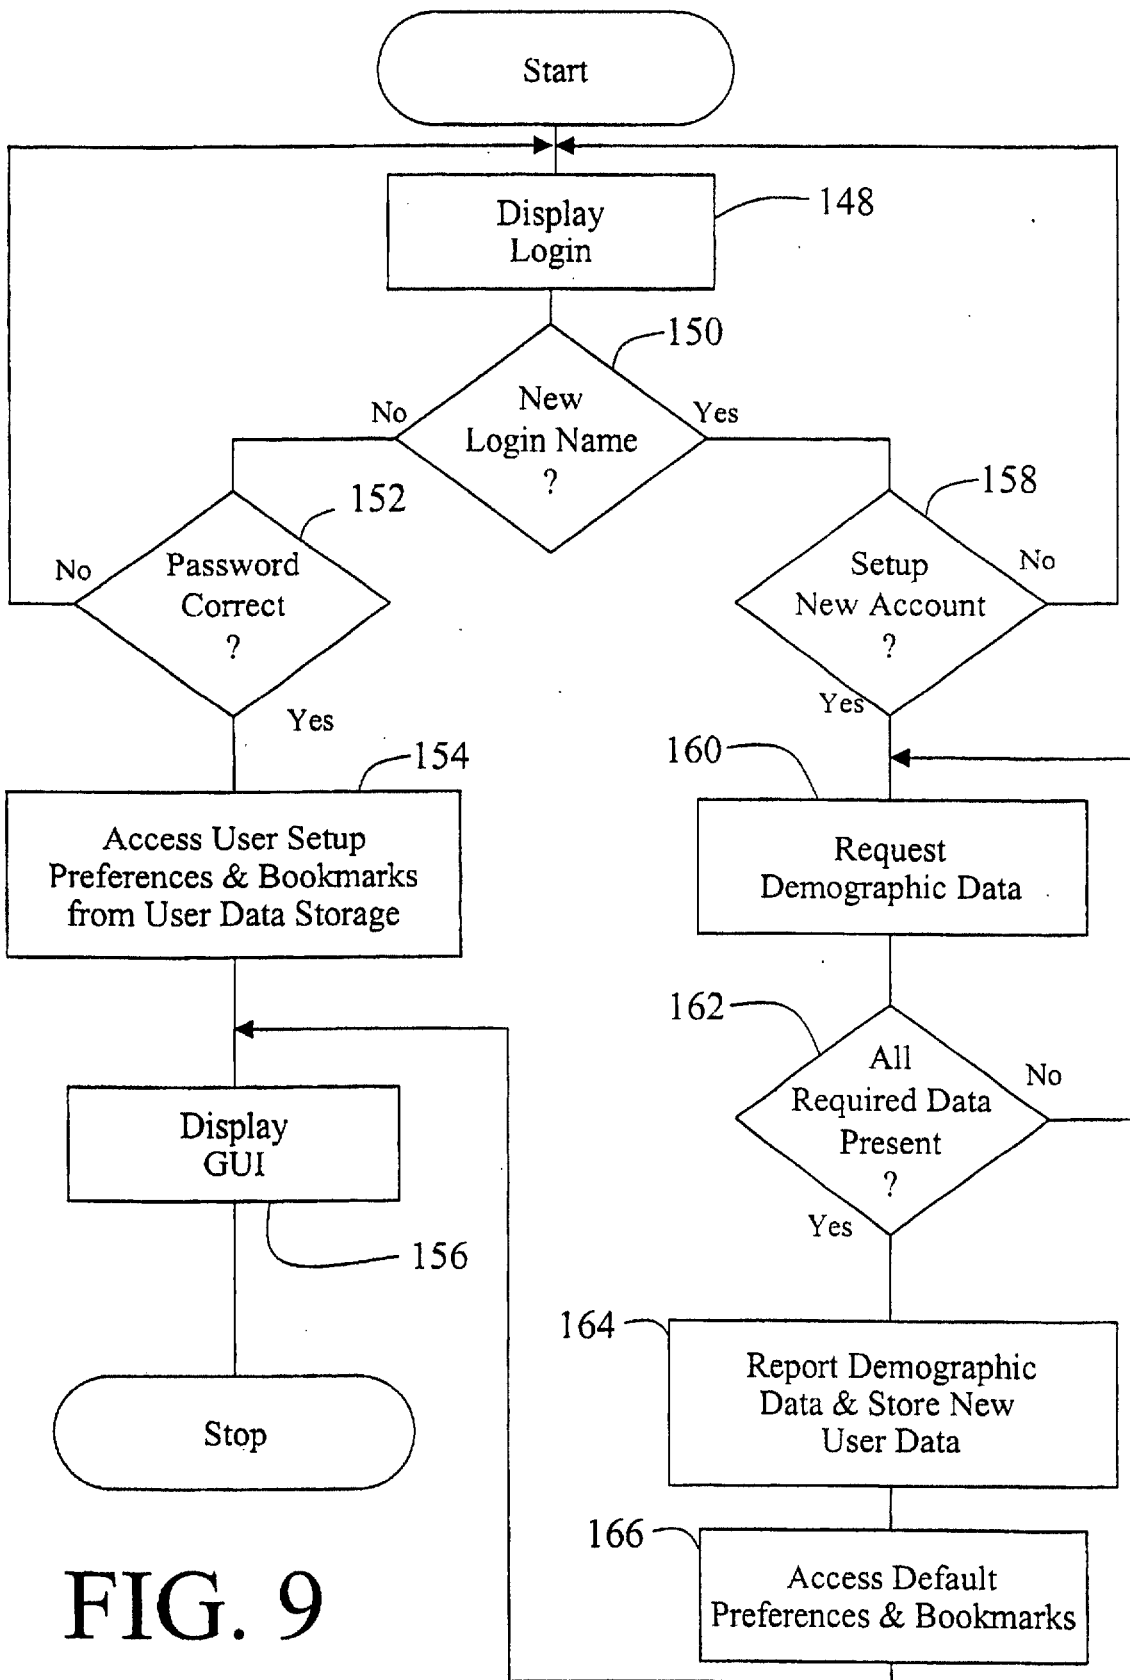 Start
Display
Login
148
150
New
Login Name
?
No
Yes
152
Password
Correct
?
No
Yes
158
Setup
New Account
?
No
Yes
154
Access User Setup
Preferences & Bookmarks
from User Data Storage
160
Request
Demographic Data
162
All
Required Data
Present
?
No
Yes
Display
GUI
156
164
Report Demographic
Data & Store New
User Data
Stop
166
Access Default
Preferences & Bookmarks
FIG. 9